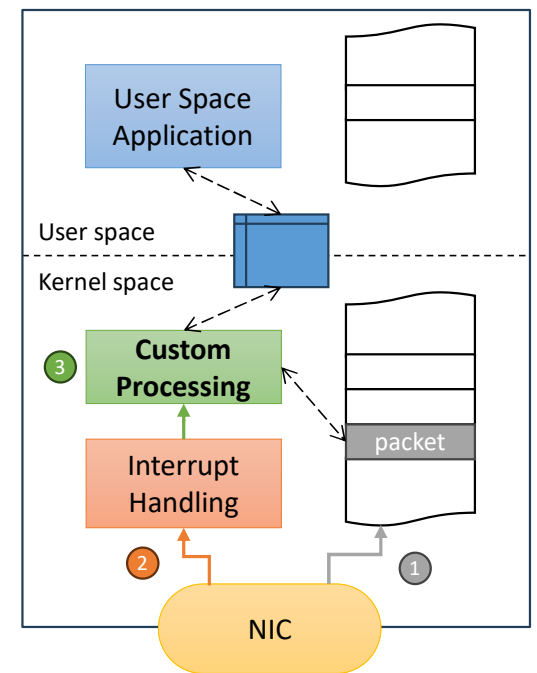 User Space
Application
User space
Kernel space
3
Custom
Processing
packet
Interrupt
Handling
2
1
NIC